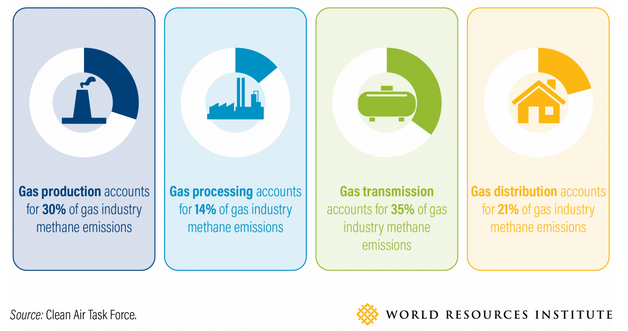 Gas production accounts
for 30% of gas industry
methane emissions
Gas processing accounts
for 14% of gas industry
methane emissions
Gas transmission
accounts for 35% of gas
industry methane
emissions
Gas distribution accounts
for 21% of gas industry
methane emissions
Source: Clean Air Task Force.
WORLD RESOURCES INSTITUTE